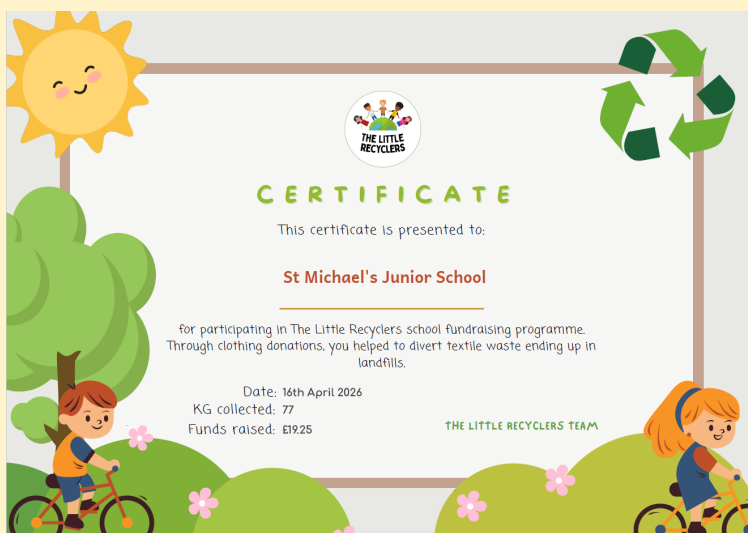 THE LITTLE
RECYCLERS
CERTIFICATE
This certificate is presented to:
St Michael's Junior School
for participating in The Little Recyclers school fundraising programme.
Through clothing donations, you helped to divert textile waste ending up in
landfills.
Date: 16th April 2026
KG collected: 77
Funds raised: £19.25
THE LITTLE RECYCLERS TEAM